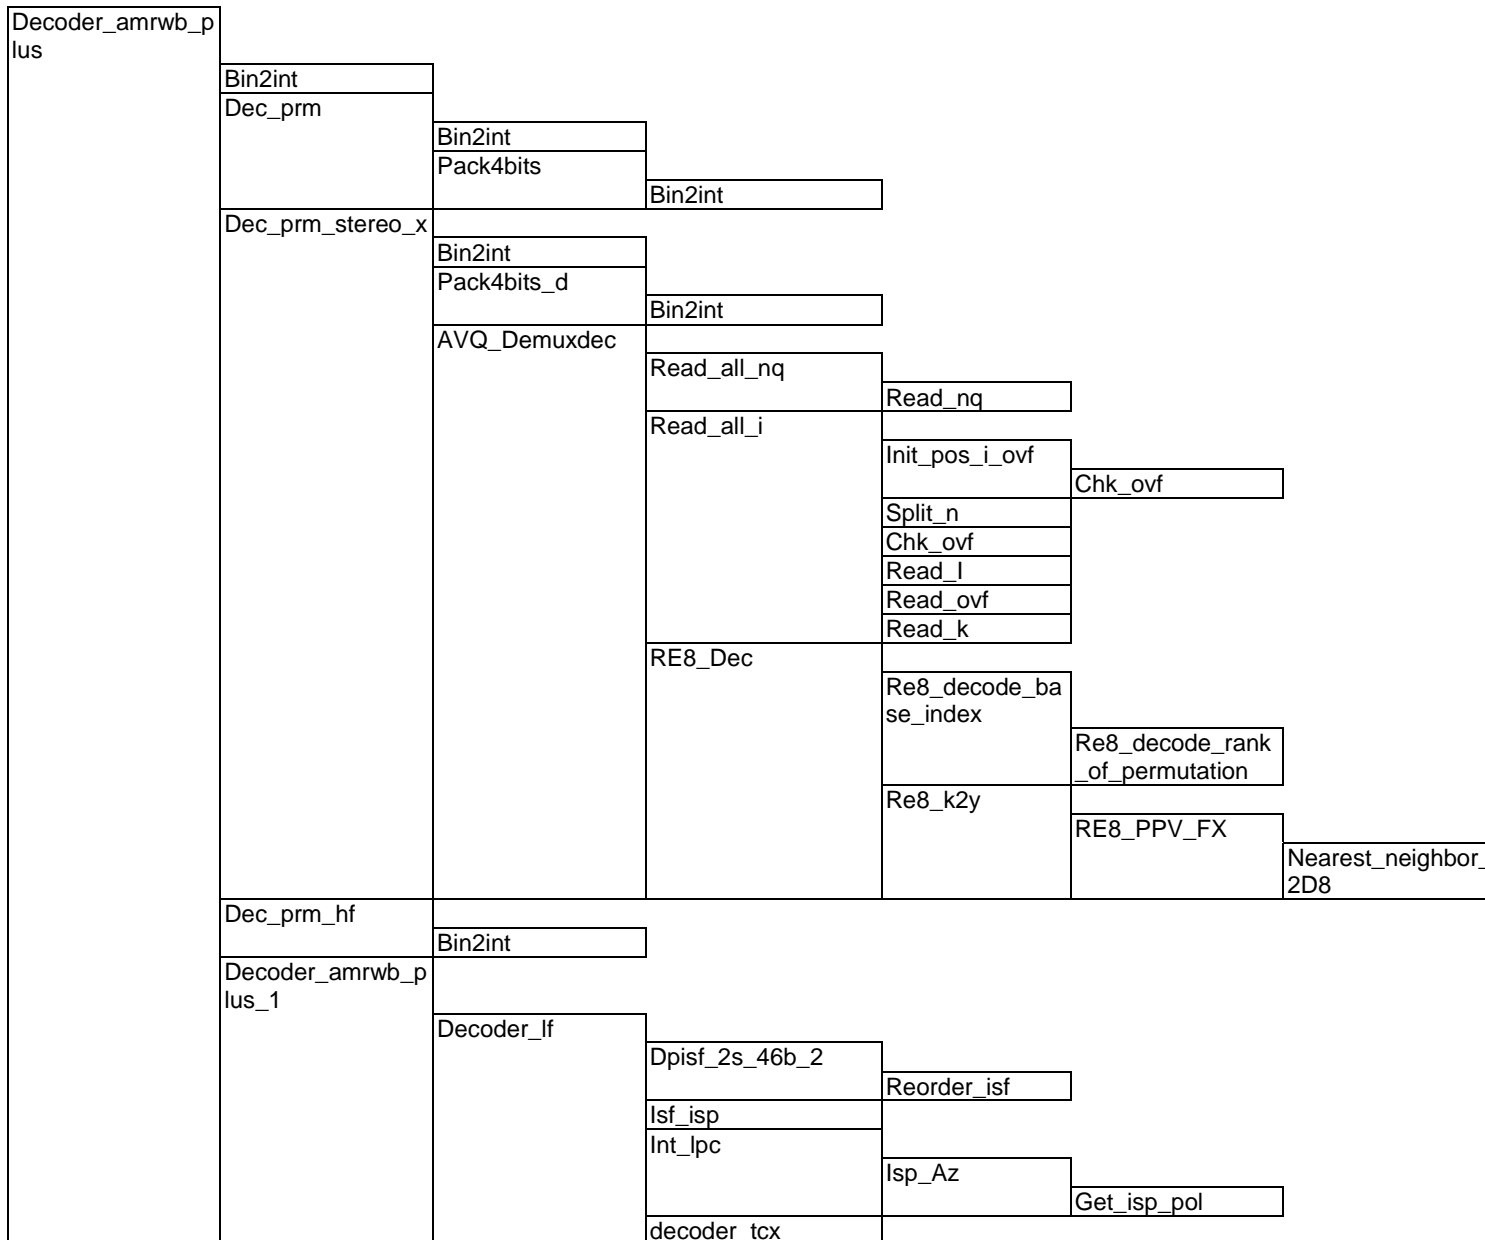 Decoder_amrwb_p
lus
Bin2int
Dec_prm
Bin2int
Pack4bits
Bin2int
Dec_prm_stereo_x
Bin2int
Pack4bits_d
Bin2int
AVQ_Demuxdec
Read_all_nq
Read_nq
Read_all_i
Init_pos_i_ovf
Chk_ovf
Split_n
Chk_ovf
Read_I
Read_ovf
Read_k
RE8_Dec
Re8_decode_ba
se_index
Re8_decode_rank
_of_permutation
Re8_k2y
RE8_PPV_FX
Nearest_neighbor_
2D8
Dec_prm_hf
Bin2int
Decoder_amrwb_p
lus_1
Decoder_lf
Dpisf_2s_46b_2
Reorder_isf
Isf_isp
Int_lpc
Isp_Az
Get_isp_pol
decoder_tcx